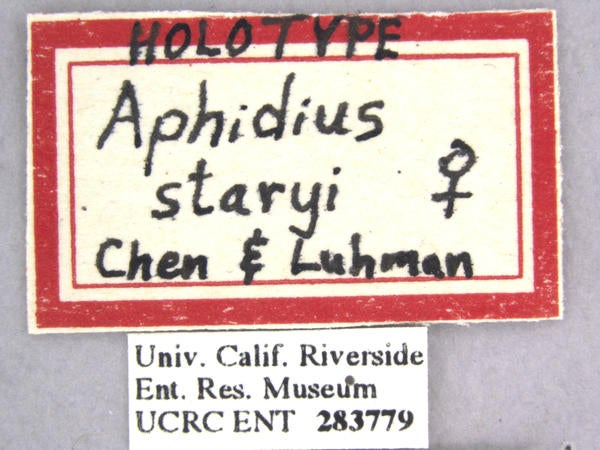 HOLOTYPE
Aphidius
staryi ♀
Chen & Luhman
Univ. Calif. Riverside
Ent. Res. Museum
UCRC ENT 283779